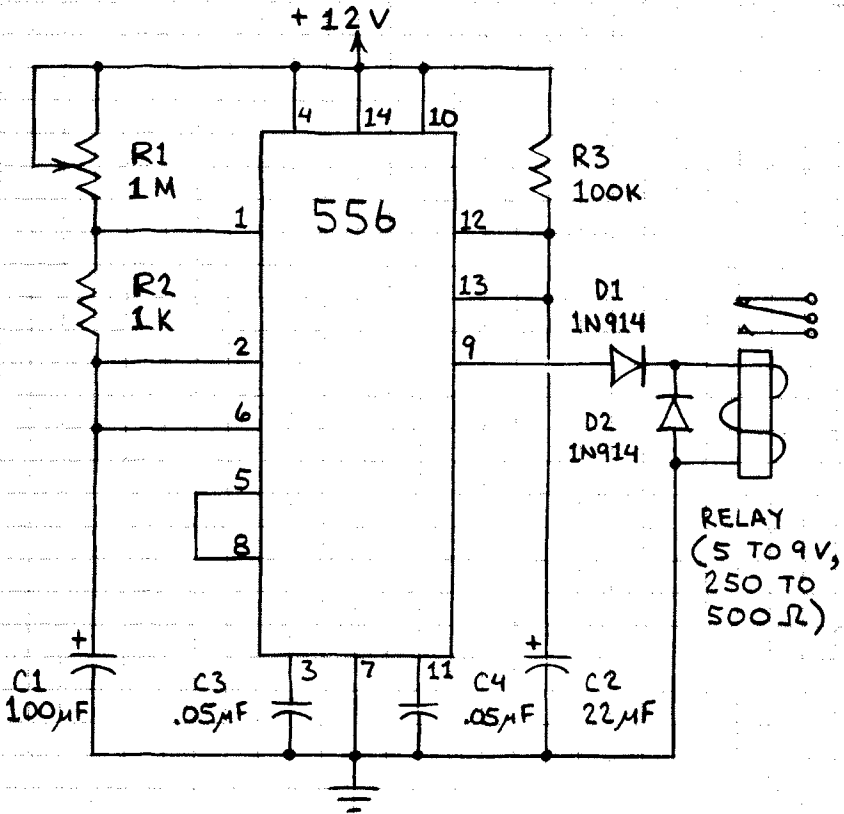 + 12V
4
14
10
R1
1M
R3
100K
556
1
12
13
D1
1N914
R2
1K
2
9
6
D2
1N914
5
8
RELAY
(5 TO 9V,
250 TO
500Ω)
+
+
3
7
11
C1
100µF
C3
.05µF
C4
.05µF
C2
22µF